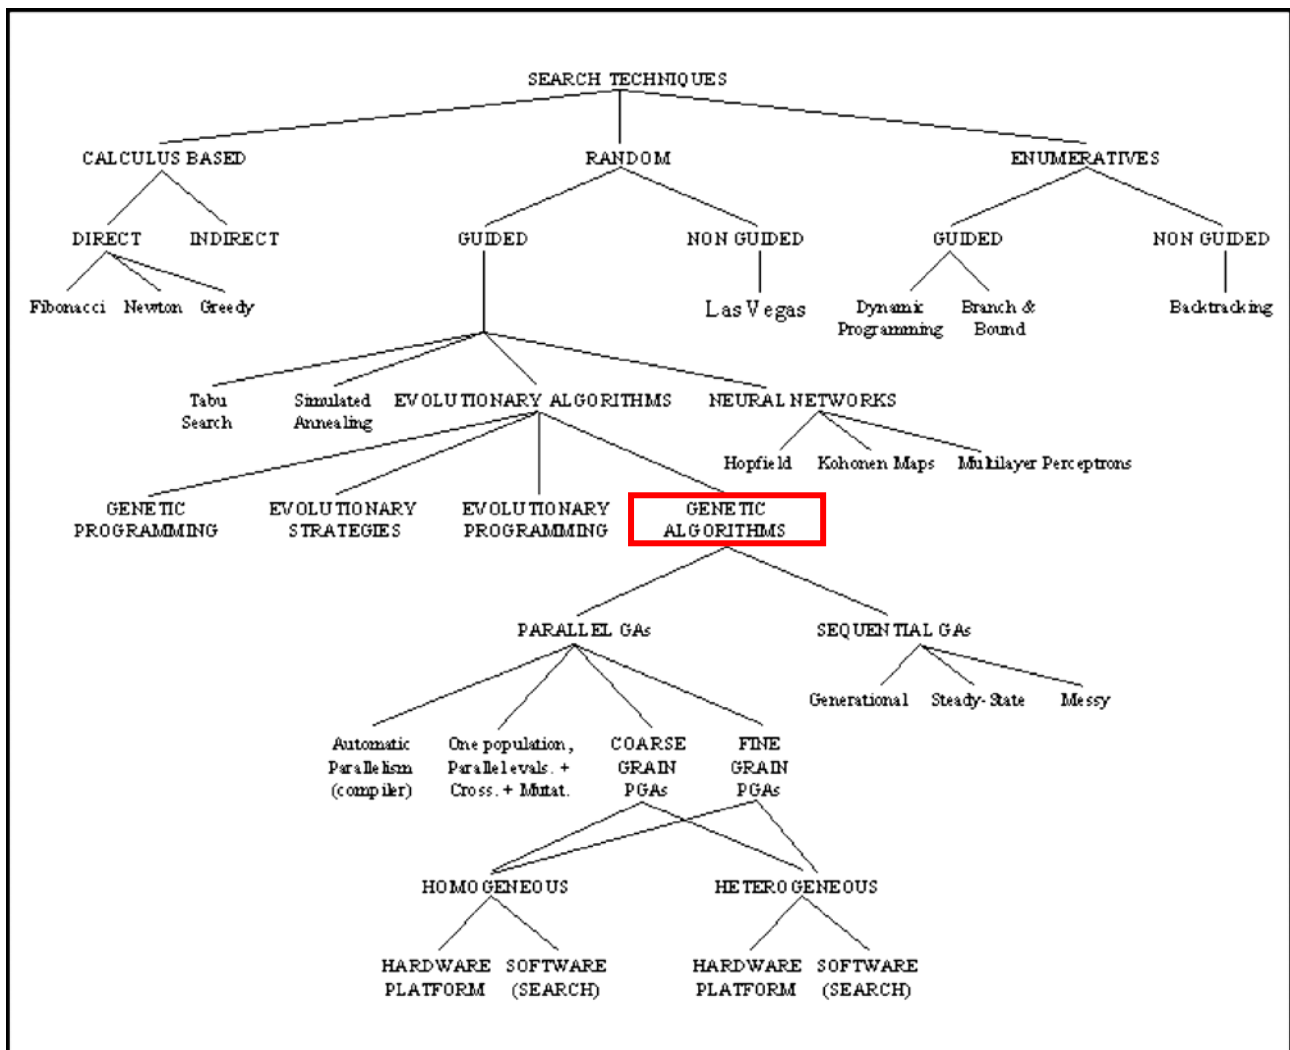 SEARCH TECHNIQUES
CALCULUS BASED
RANDOM
ENUMERATIVES
DIRECT
INDIRECT
GUIDED
NON GUIDED
GUIDED
NON GUIDED
Fibonacci
Newton
Greedy
Las Vegas
Dynamic
Programming
Branch &
Bound
Backtracking
Tabu
Search
Simulated
Annealing
EVOLUTIONARY ALGORITHMS
NEURAL NETWORKS
Hopfield
Kohonen Maps
Multilayer Perceptrons
GENETIC
PROGRAMMING
EVOLUTIONARY
STRATEGIES
EVOLUTIONARY
PROGRAMMING
GENETIC
ALGORITHMS
PARALLEL GAs
SEQUENTIAL GAs
Generational
Steady-State
Messy
Automatic
Parallelism
(compiler)
One population,
Parallel evals. +
Cross. + Mutat.
COARSE
GRAIN
PGAs
FINE
GRAIN
PGAs
HOMOGENEOUS
HETEROGENEOUS
HARDWARE
PLATFORM
SOFTWARE
(SEARCH)
HARDWARE
PLATFORM
SOFTWARE
(SEARCH)